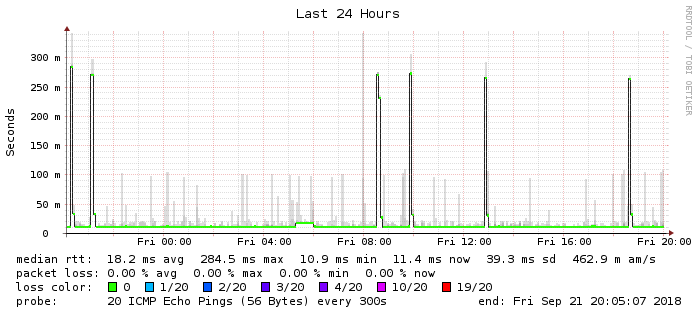 Last 24 Hours
RRDTOOL / TOBI OETIKER
Seconds
300 m
250 m
200 m
150 m
100 m
50 m
0
Fri 00:00 Fri 04:00 Fri 08:00 Fri 12:00 Fri 16:00 Fri 20:00
median rtt: 18.2 ms avg 284.5 ms max 10.9 ms min 11.4 ms now 39.3 ms sd 462.9 m am/s
packet loss: 0.00 % avg 0.00 % max 0.00 % min 0.00 % now
loss color: 0 1/20 2/20 3/20 4/20 10/20 19/20
probe: 20 ICMP Echo Pings (56 Bytes) every 300s end: Fri Sep 21 20:05:07 2018